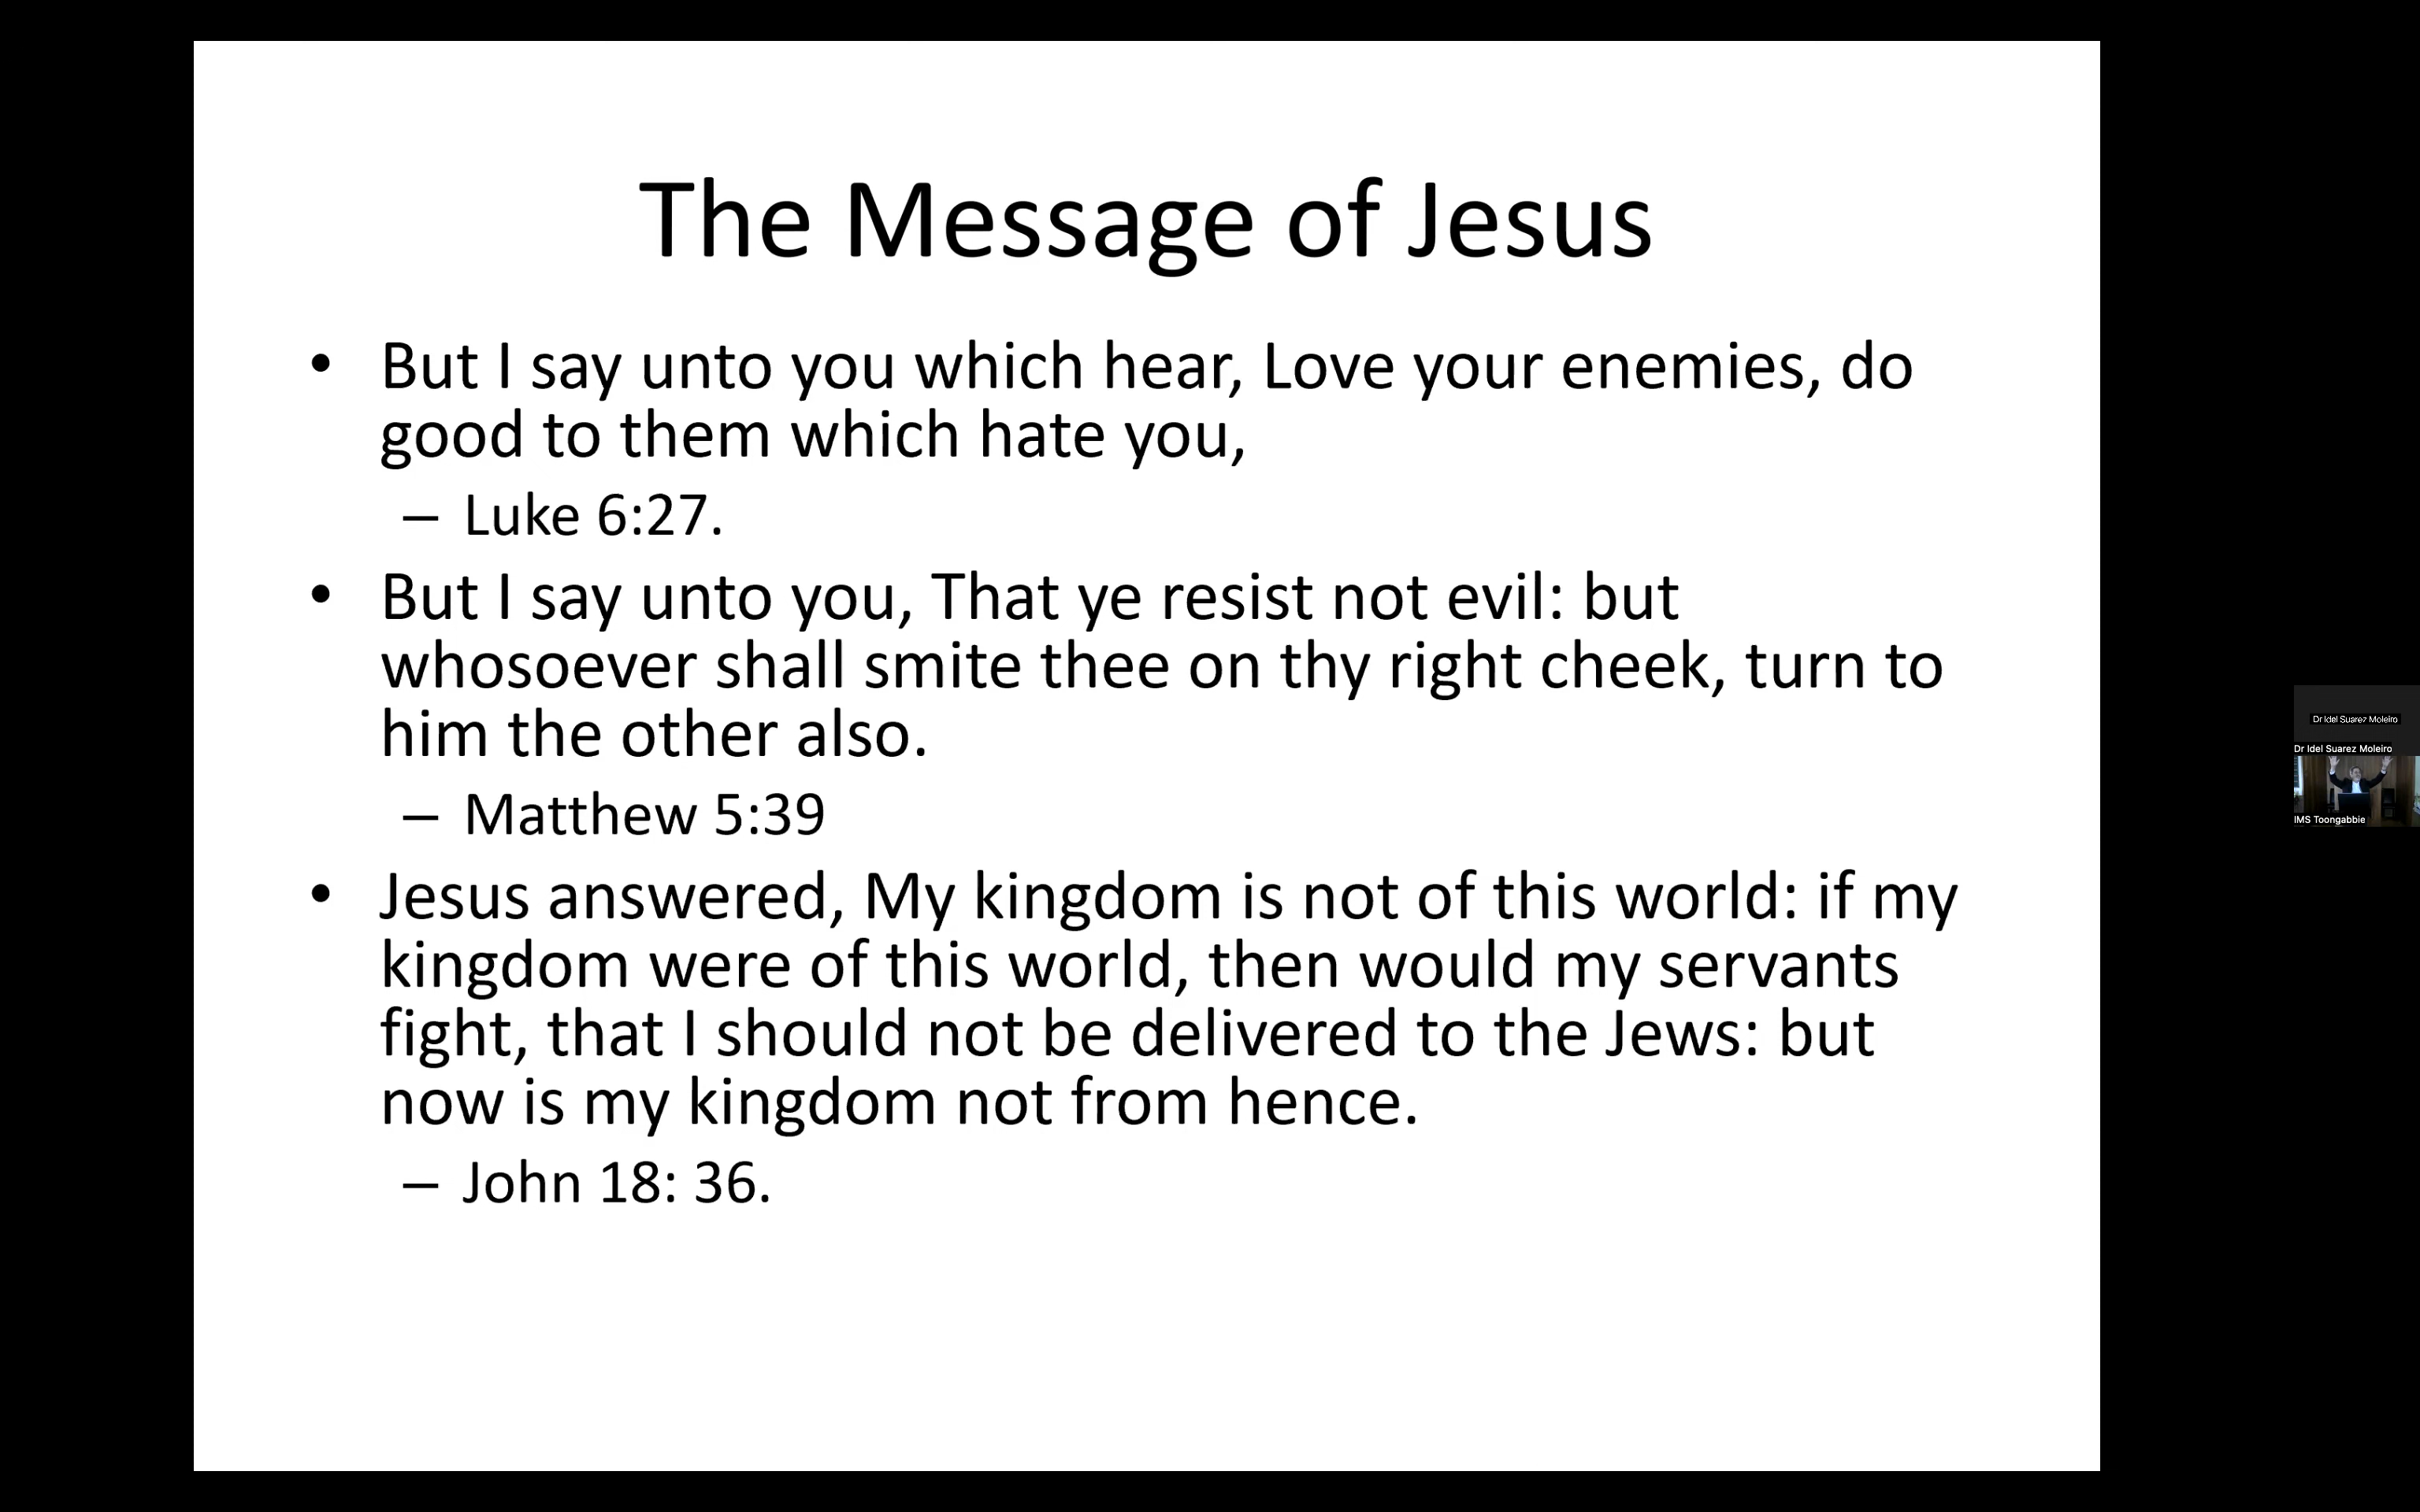 The Message of Jesus
• But I say unto you which hear, Love your enemies, do
good to them which hate you,
– Luke 6:27.
• But I say unto you, That ye resist not evil: but
whosoever shall smite thee on thy right cheek, turn to
him the other also.
– Matthew 5:39
• Jesus answered, My kingdom is not of this world: if my
kingdom were of this world, then would my servants
fight, that I should not be delivered to the Jews: but
now is my kingdom not from hence.
– John 18: 36.
Dr Idel Suarez Moleiro
Dr Idel Suarez Moleiro
IMS Toongabbie